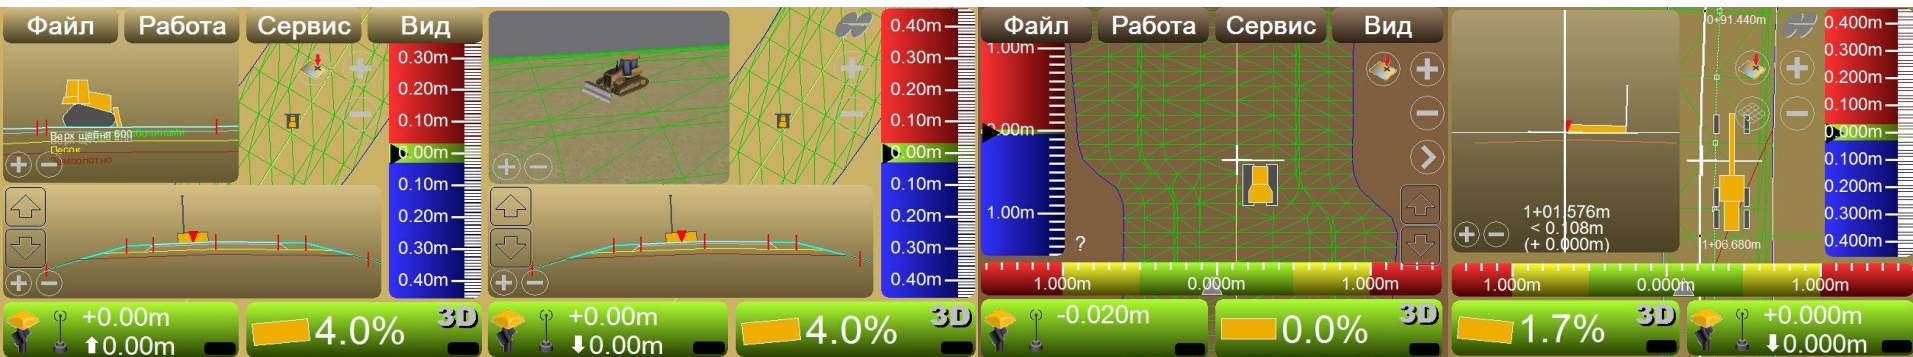 Файл Работа Сервис Вид
0.30m
0.20m
0.10m
0.00m
0.10m
0.20m
0.30m
0.40m
Верх щебня 600
Песок
Земполотно
+0.00m
0.00m
4.0%
3D
0.40m
0.30m
0.20m
0.10m
0.00m
0.10m
0.20m
0.30m
0.40m
+0.00m
0.00m
4.0%
3D
Файл Работа Сервис Вид
1.00m
0.00m
1.00m
?
1.000m 0.000m 1.000m
-0.020m
0.0%
3D
0+91.440m
0.400m
0.300m
0.200m
0.100m
0.000m
0.100m
0.200m
0.300m
0.400m
1+01.576m
< 0.108m
(+ 0.000m)
1+06.680m
1.000m 0.000m 1.000m
1.7%
3D
+0.000m
0.000m